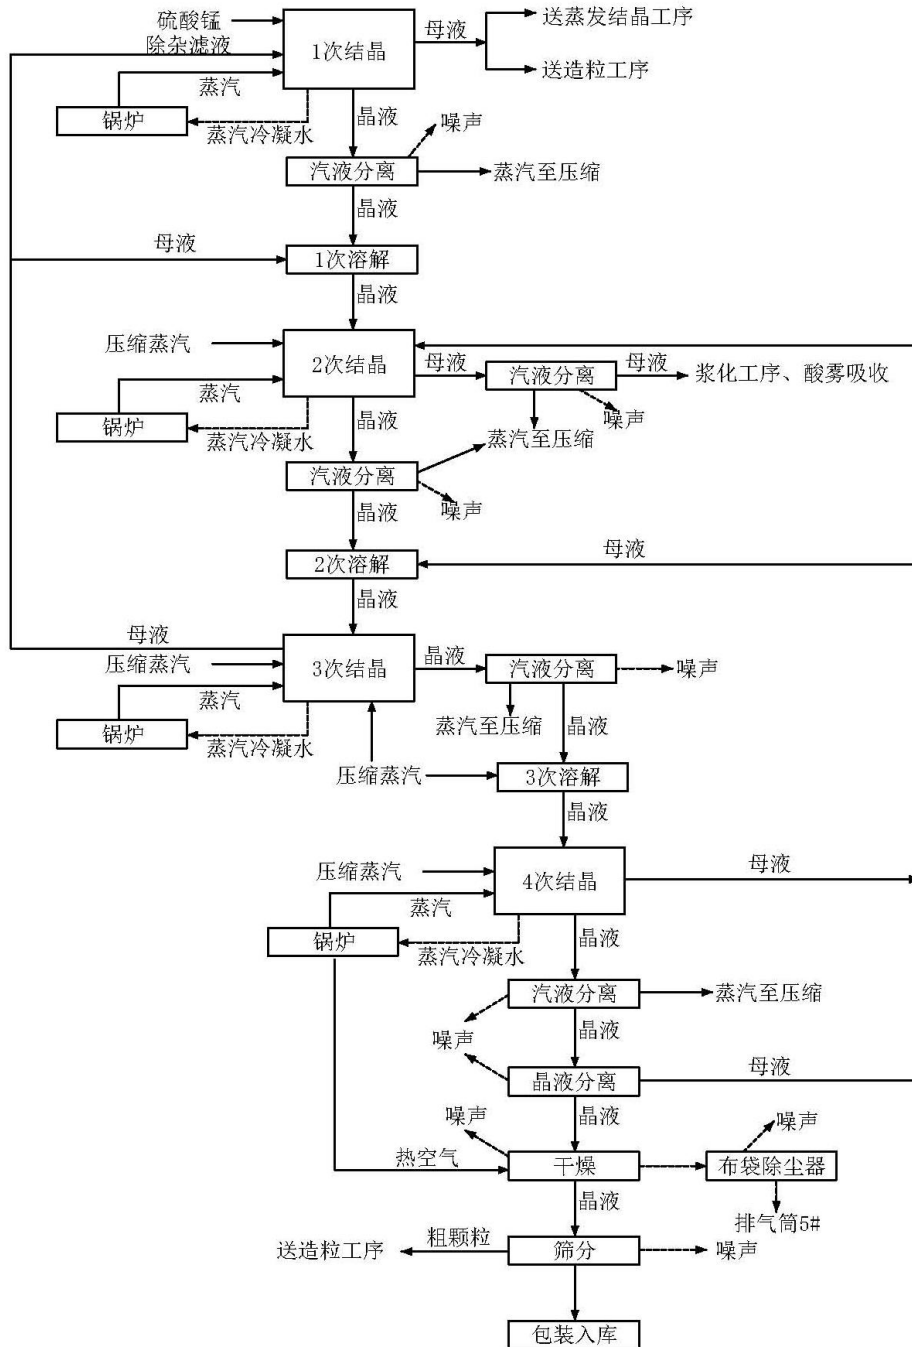 硫酸锰
除杂滤液
1次结晶
母液
送蒸发结晶工序
送造粒工序
蒸汽
锅炉
蒸汽冷凝水
晶液
噪声
汽液分离
蒸汽至压缩
晶液
母液
1次溶解
晶液
压缩蒸汽
2次结晶
母液
汽液分离
母液
浆化工序、酸雾吸收
蒸汽
锅炉
蒸汽冷凝水
晶液
噪声
蒸汽至压缩
汽液分离
噪声
晶液
母液
2次溶解
晶液
母液
压缩蒸汽
3次结晶
晶液
汽液分离
噪声
蒸汽
锅炉
蒸汽冷凝水
蒸汽至压缩
晶液
压缩蒸汽
3次溶解
晶液
压缩蒸汽
4次结晶
母液
蒸汽
锅炉
蒸汽冷凝水
晶液
汽液分离
蒸汽至压缩
噪声
晶液
晶液分离
母液
噪声
晶液
噪声
热空气
干燥
布袋除尘器
晶液
排气筒5#
送造粒工序
粗颗粒
筛分
噪声
包装入库